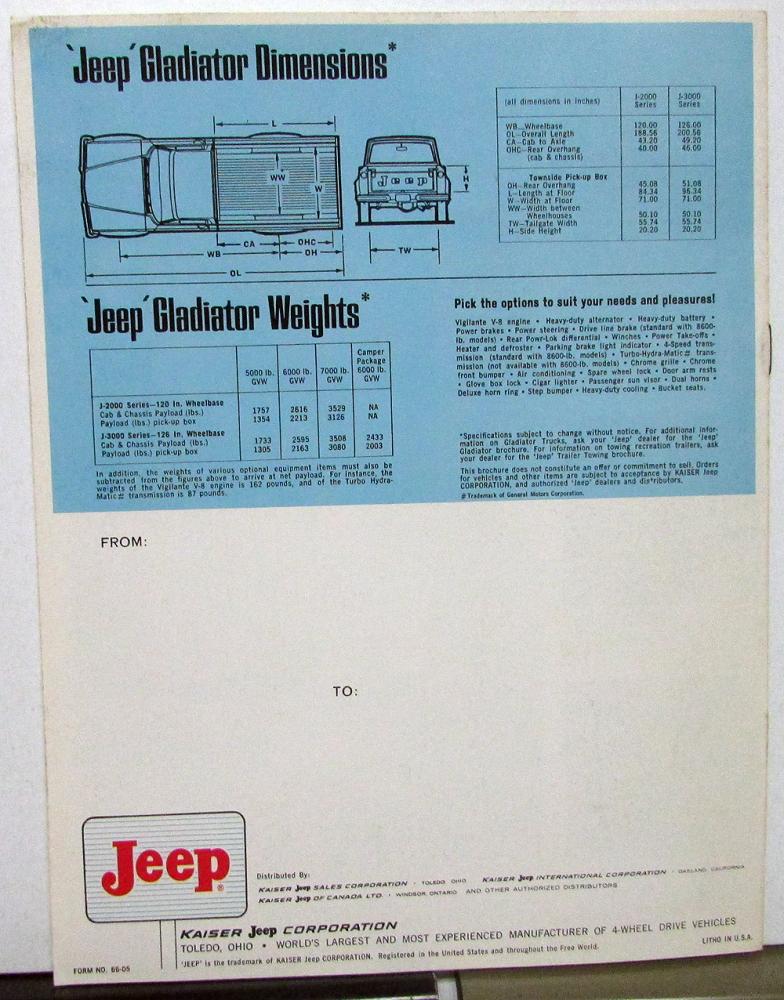 'Jeep' Gladiator Dimensions*
L
WW
W
CA
OHC
WB
OH
OL
Jeep
H
TW
(all dimensions in inches) J-2000 Series J-3000 Series
WB—Wheelbase 120.00 126.00
OL—Overall Length 188.56 200.56
CA—Cab to Axle 43.20 49.20
OHC—Rear Overhang (cab & chassis) 40.00 46.00
Townside Pick-up Box
OH—Rear Overhang 45.08 51.08
L—Length at Floor 84.34 96.34
W—Width at Floor 71.00 71.00
WW—Width between
Wheelhouses 50.10 50.10
TW—Tailgate Width 55.74 55.74
H—Side Height 20.20 20.20
'Jeep' Gladiator Weights*
5000 lb. GVW 6000 lb. GVW 7000 lb. GVW Camper Package 6000 lb. GVW
J-2000 Series—120 in. Wheelbase
Cab & Chassis Payload (lbs.) 1757 2616 3529 NA
Payload (lbs.) pick-up box 1354 2213 3126 NA
J-3000 Series—126 in. Wheelbase
Cab & Chassis Payload (lbs.) 1733 2595 3508 2433
Payload (lbs.) pick-up box 1305 2163 3080 2003
In addition, the weights of various optional equipment items must also be
subtracted from the figures above to arrive at net payload. For instance, the
weights of the Vigilante V-8 engine is 162 pounds, and of the Turbo Hydra-
Matic‡ transmission is 87 pounds.
Pick the options to suit your needs and pleasures!
Vigilante V-8 engine • Heavy-duty alternator • Heavy-duty battery •
Power brakes • Power steering • Drive line brake (standard with 8600-
lb. models) • Rear Powr-Lok differential • Winches • Power Take-offs •
Heater and defroster • Parking brake light indicator • 4-Speed trans-
mission (standard with 8600-lb. models) • Turbo-Hydra-Matic‡ trans-
mission (not available with 8600-lb. models) • Chrome grille • Chrome
front bumper • Air conditioning • Spare wheel lock • Door arm rests
• Glove box lock • Cigar lighter • Passenger sun visor • Dual horns •
Deluxe horn ring • Step bumper • Heavy-duty cooling • Bucket seats.
*Specifications subject to change without notice. For additional infor-
mation on Gladiator Trucks, ask your 'Jeep' dealer for the 'Jeep'
Gladiator brochure. For information on towing recreation trailers, ask
your dealer for the 'Jeep' Trailer Towing brochure.
This brochure does not constitute an offer or commitment to sell. Orders
for vehicles and other items are subject to acceptance by KAISER Jeep
CORPORATION, and authorized 'Jeep' dealers and distributors.
‡ Trademark of General Motors Corporation.
FROM:
TO:
Jeep®
Distributed By:
KAISER Jeep SALES CORPORATION · TOLEDO, OHIO KAISER Jeep INTERNATIONAL CORPORATION · OAKLAND, CALIFORNIA
KAISER Jeep OF CANADA LTD. · WINDSOR, ONTARIO AND OTHER AUTHORIZED DISTRIBUTORS
KAISER Jeep CORPORATION
TOLEDO, OHIO • WORLD'S LARGEST AND MOST EXPERIENCED MANUFACTURER OF 4-WHEEL DRIVE VEHICLES
'JEEP' is the trademark of KAISER Jeep CORPORATION. Registered in the United States and throughout the Free World.
LITHO IN U.S.A.
FORM NO. 66-05